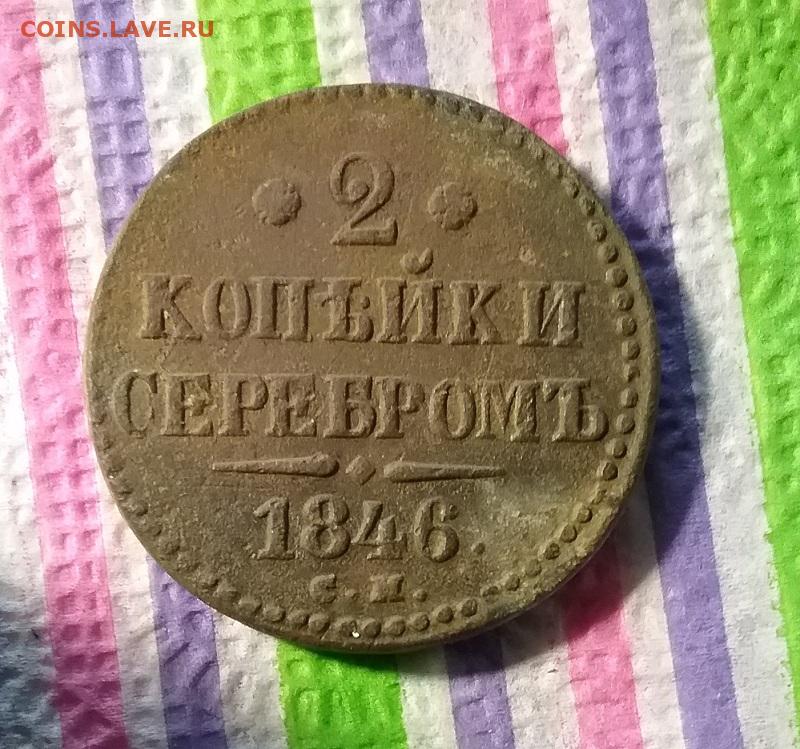 COINS.LAVE.RU
2
КОПѢЙКИ
СЕРЕБРОМЪ
1846.
С.М.